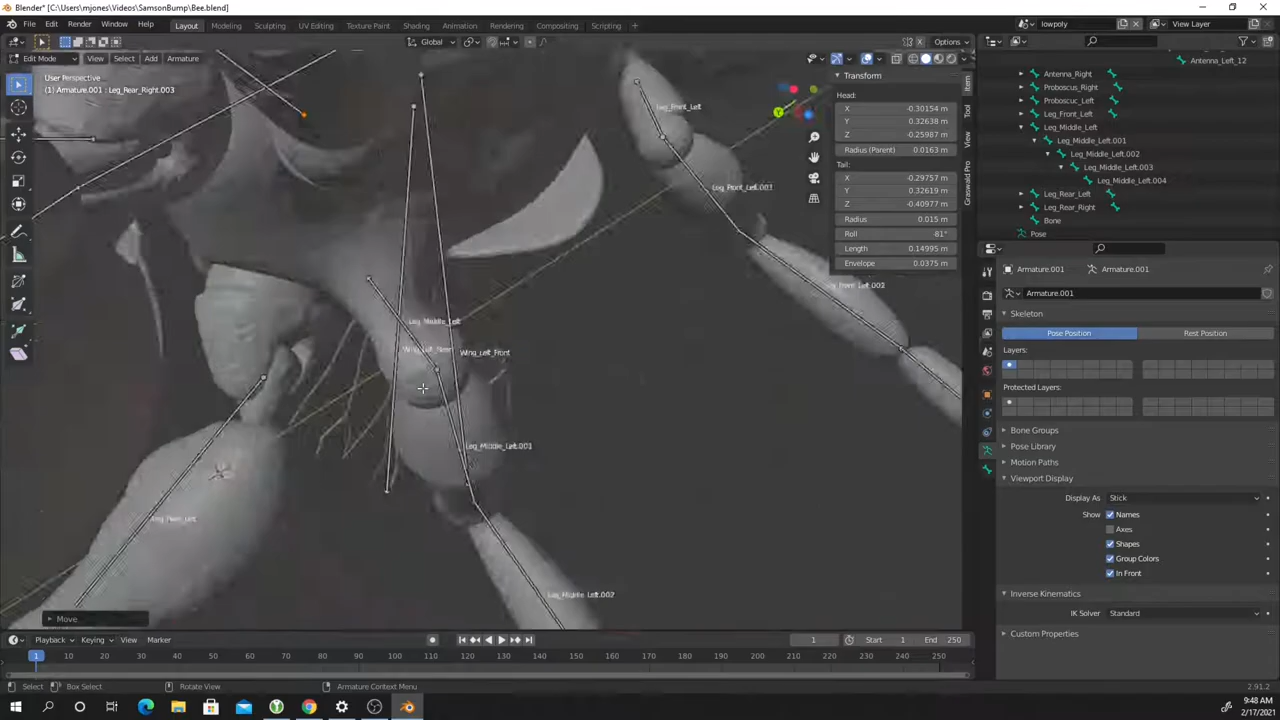 Blender* [C:\Users\mjones\Videos\SamsonBump\Bee.blend]
File Edit Render Window Help Layout Modeling Sculpting UV Editing Texture Paint Shading Animation Rendering Compositing Scripting
lowpoly View Layer
Global Options
Edit Mode View Select Add Armature
User Perspective
(1) Armature.001 : Leg_Rear_Right.003
Transform
Head:
X -0.30154 m
Y 0.32638 m
Z -0.25987 m
Radius (Parent) 0.0163 m
Tail:
X -0.29757 m
Y 0.32619 m
Z -0.40977 m
Radius 0.015 m
Roll -81°
Length 0.14995 m
Envelope 0.0375 m
Item
Tool
View
Graswald Pro
Leg_Front_Left
Leg_Front_Left.001
Leg_Middle_Left
Wing_Left_Front
Leg_Middle_Left.001
Leg_Middle_Left.002
Move
Antenna_Left_12
Antenna_Right
Proboscus_Right
Proboscuc_Left
Leg_Front_Left
Leg_Middle_Left
Leg_Middle_Left.001
Leg_Middle_Left.002
Leg_Middle_Left.003
Leg_Middle_Left.004
Leg_Rear_Left
Leg_Rear_Right
Bone
Pose
Armature.001 Armature.001
Armature.001
Skeleton
Pose Position Rest Position
Layers:
Protected Layers:
Bone Groups
Pose Library
Motion Paths
Viewport Display
Display As Stick
Show Names
Axes
Shapes
Group Colors
In Front
Inverse Kinematics
IK Solver Standard
Custom Properties
Playback Keying View Marker 1 Start 1 End 250
1 10 20 30 40 50 60 70 80 90 100 110 120 130 140 150 160 170 180 190 200 210 220 230 240 250
Select Box Select Rotate View Armature Context Menu 2.91.2
9:48 AM
2/17/2021